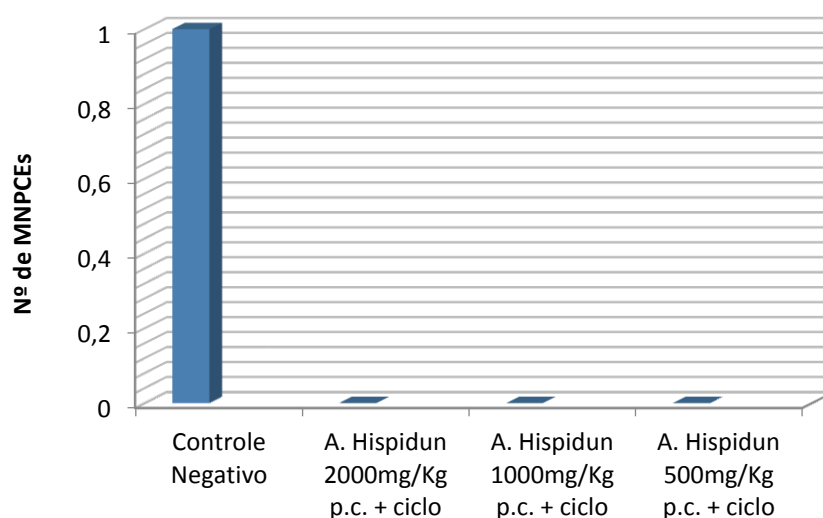 Nº de MNPCEs
1
0,8
0,6
0,4
0,2
0
Controle
Negativo
A. Hispidun
2000mg/Kg
p.c. + ciclo
A. Hispidun
1000mg/Kg
p.c. + ciclo
A. Hispidun
500mg/Kg
p.c. + ciclo